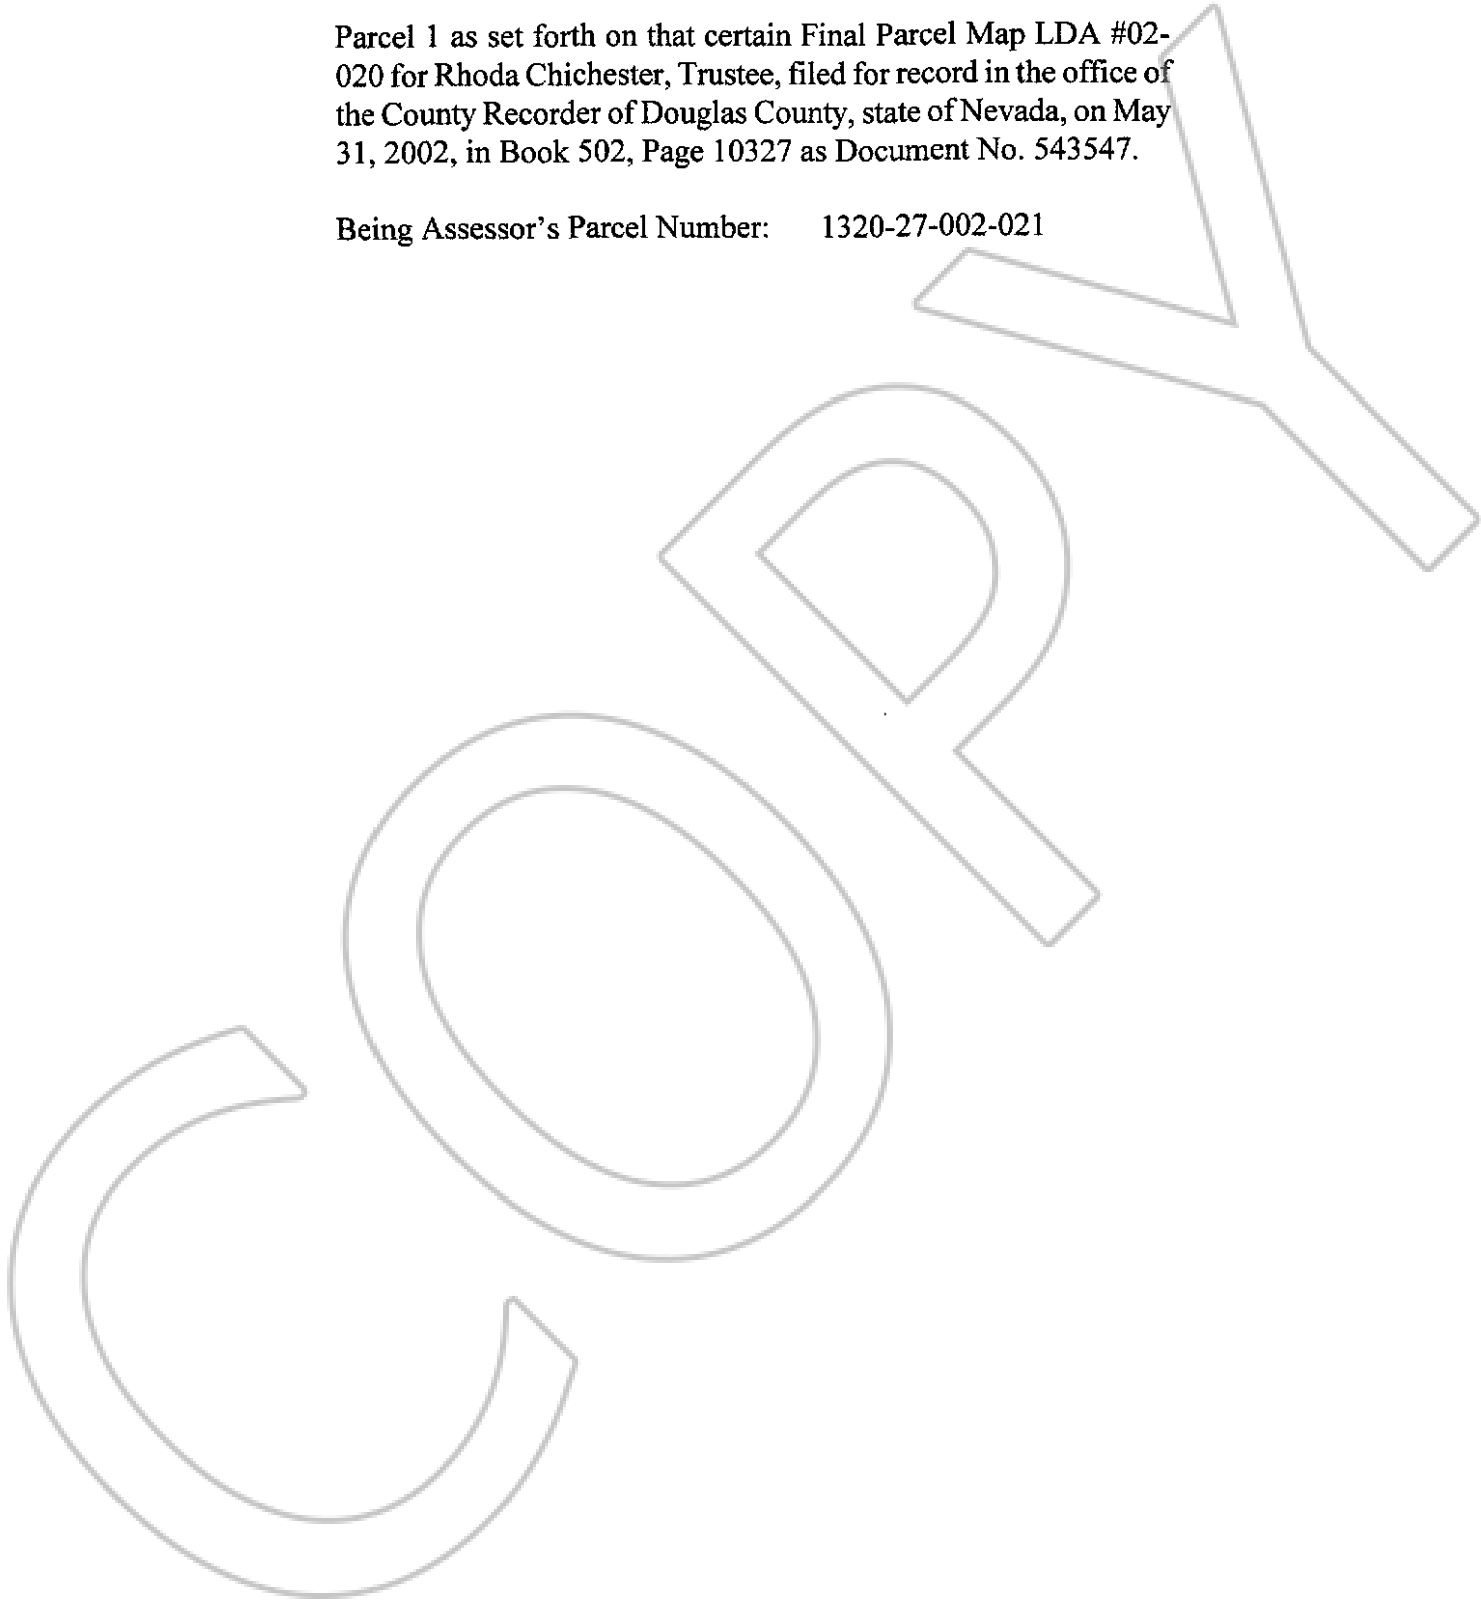 Parcel 1 as set forth on that certain Final Parcel Map LDA #02-
020 for Rhoda Chichester, Trustee, filed for record in the office of
the County Recorder of Douglas County, state of Nevada, on May
31, 2002, in Book 502, Page 10327 as Document No. 543547.
Being Assessor's Parcel Number: 1320-27-002-021
COPY